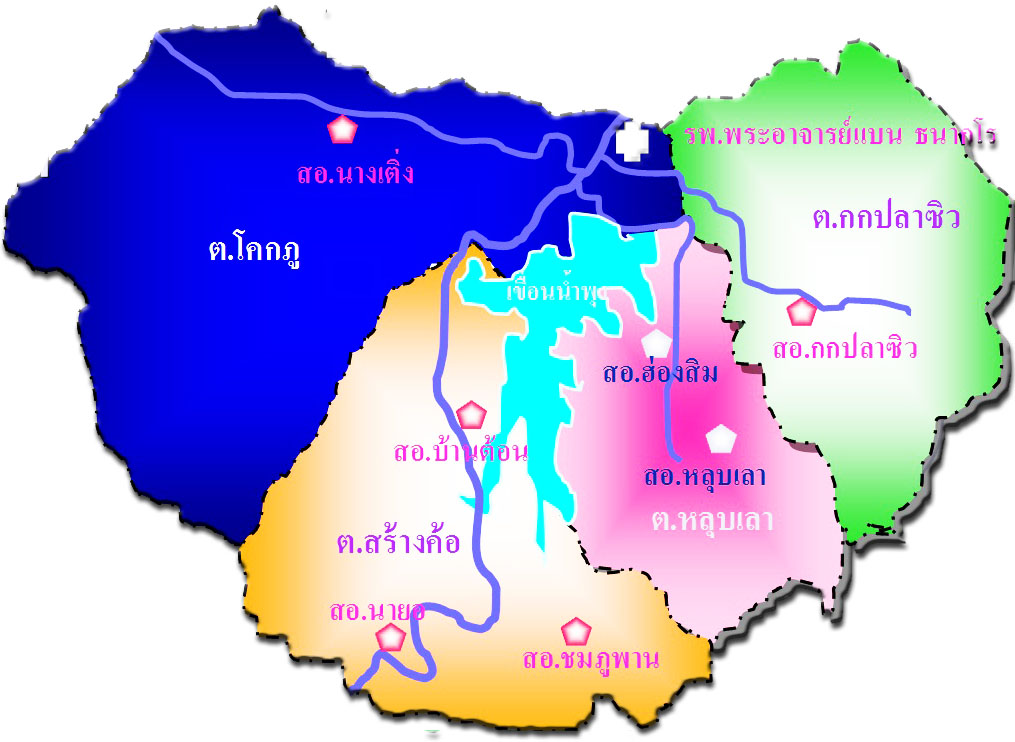 รพ.พระอาจารย์แบน ธนากโร
สอ.นางเติ่ง
ต.กกปลาซิว
ต.โคกภู
เขื่อนน้ำพุง
สอ.กกปลาซิว
สอ.ฮ่องสิม
สอ.บ้านต้อน
สอ.หลุบเลา
ต.หลุบเลา
ต.สร้างค้อ
สอ.นายอ
สอ.ชมภูพาน